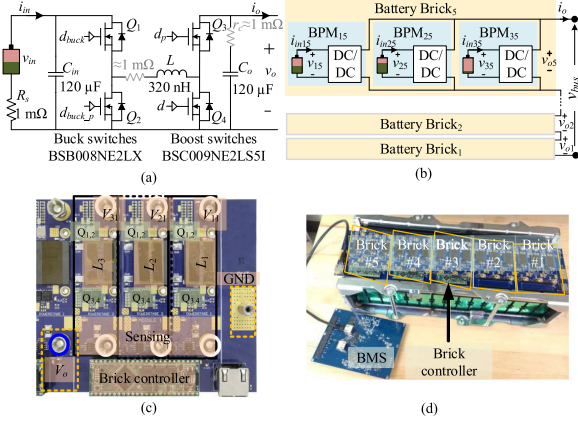 i_in
v_in
R_s
1 mΩ
C_in
120 µF
d_buck
Q_1
≈1 mΩ
L
320 nH
d_buck_p
Q_2
d_p
Q_3
d
Q_4
r_c≈1 mΩ
C_o
120 µF
i_o
+
v_o
−
Buck switches
BSB008NE2LX
Boost switches
BSC009NE2LS5I
(a)
Battery Brick_5
BPM_15
i_in15
+
v_15
−
DC/
DC
BPM_25
i_in25
+
v_25
−
DC/
DC
BPM_35
i_in35
+
v_35
−
DC/
DC
+
v_o5
−
i_o
v_bus
Battery Brick_2
+
v_o2
−
Battery Brick_1
+
v_o1
−
(b)
V_31
V_21
V_11
Q_1,2
Q_1,2
Q_1,2
L_3
L_2
L_1
Q_3,4
Q_3,4
Q_3,4
GND
Sensing
V_o
Brick controller
(c)
Brick
#5
Brick
#4
Brick
#3
Brick
#2
Brick
#1
BMS
Brick
controller
(d)